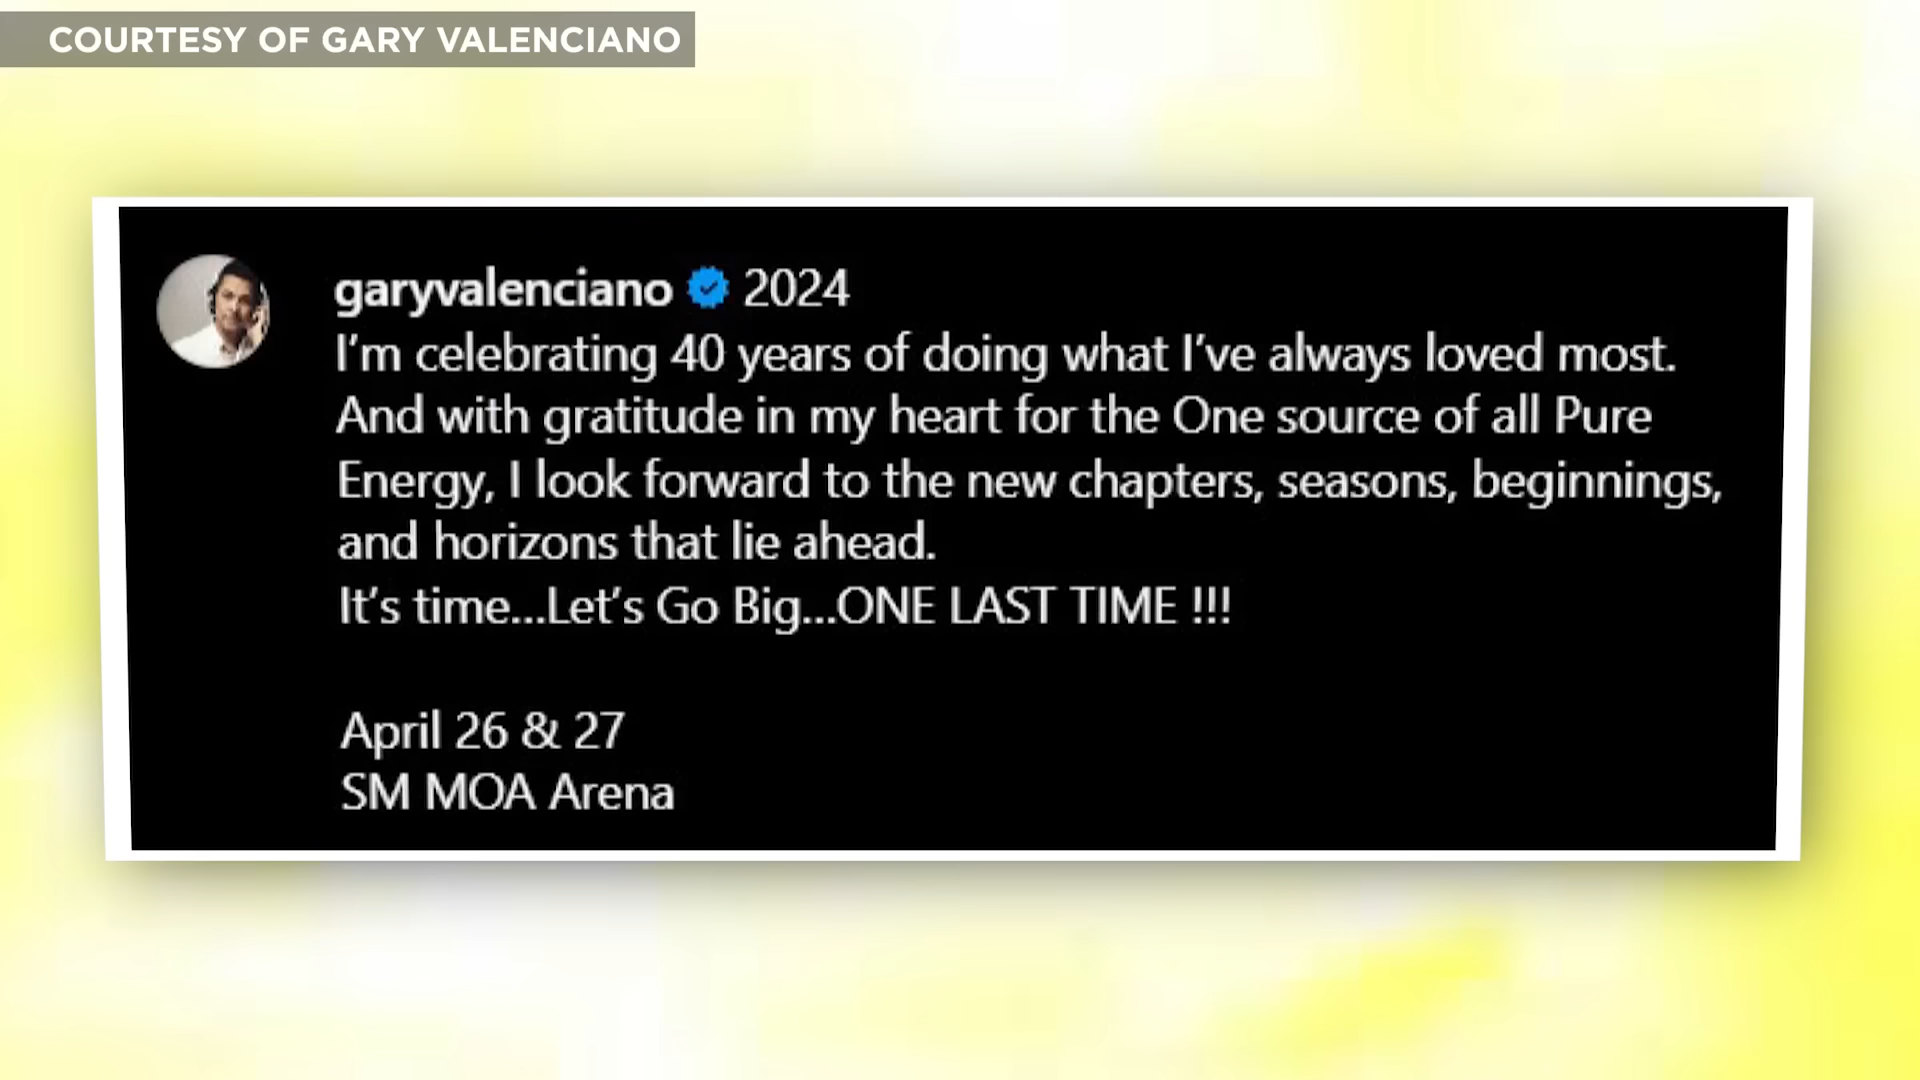 COURTESY OF GARY VALENCIANO
garyvalenciano 2024
I'm celebrating 40 years of doing what I've always loved most.
And with gratitude in my heart for the One source of all Pure
Energy, I look forward to the new chapters, seasons, beginnings,
and horizons that lie ahead.
It's time...Let's Go Big...ONE LAST TIME !!!
April 26 & 27
SM MOA Arena